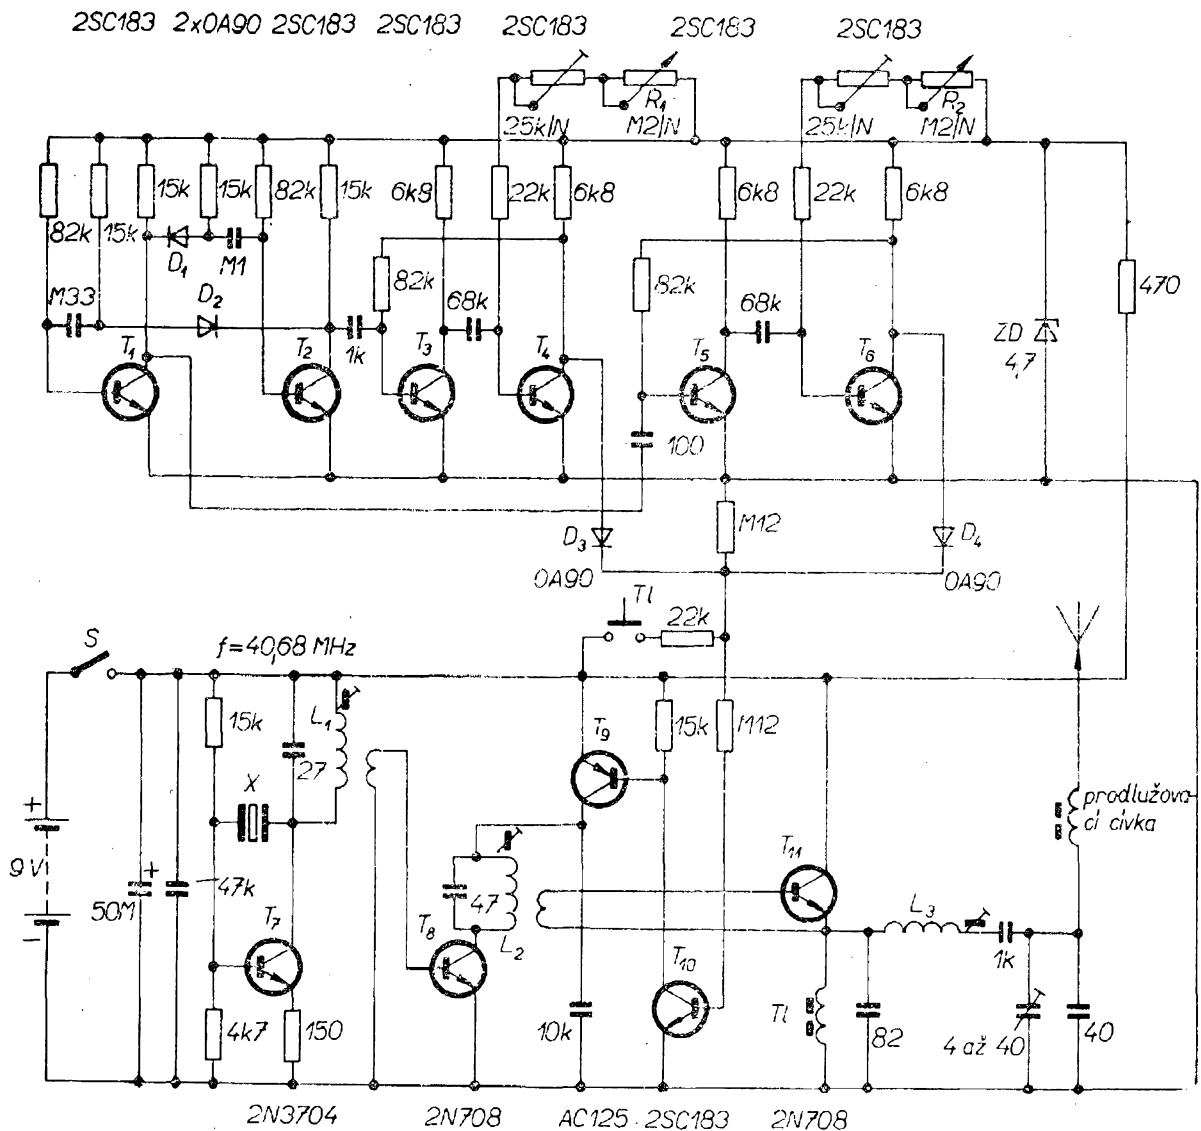 2SC183 2x0A90 2SC183 2SC183 2SC183 2SC183 2SC183
R1 R2
25k/N M2/N 25k/N M2/N
15k 15k 82k 15k 6k8 22k 6k8 6k8 22k 6k8
82k 15k D1 M1 82k 82k 470
M33 D2 68k 68k ZD
4,7
T1 T2 1k T3 T4 T5 T6
100
M12
D3 D4
0A90 0A90
Tl 22k
S f=40,68 MHz
15k L1 T9 15k M12
27
X prodlužova-
cí cívka
+
9V + 47k T11
50M 47
− T7 T8 L2 L3
T10 1k
4k7 150 10k Tl 82 4 až 40 40
2N3704 2N708 AC125 2SC183 2N708